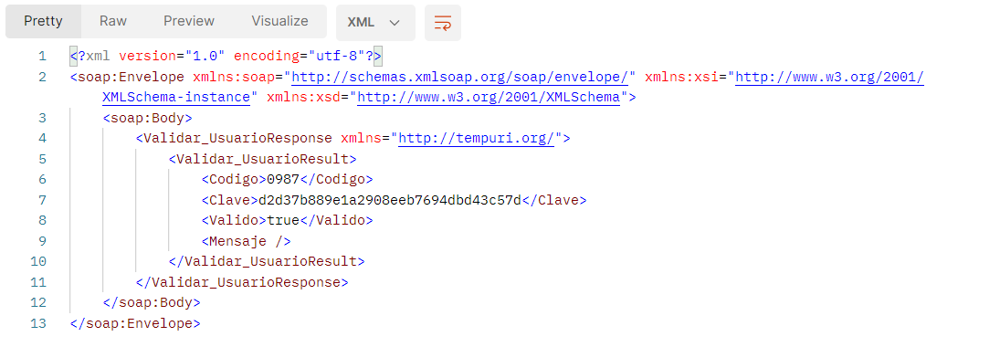 Pretty Raw Preview Visualize XML
1 <?xml version="1.0" encoding="utf-8"?>
2 <soap:Envelope xmlns:soap="http://schemas.xmlsoap.org/soap/envelope/" xmlns:xsi="http://www.w3.org/2001/
XMLSchema-instance" xmlns:xsd="http://www.w3.org/2001/XMLSchema">
3 <soap:Body>
4 <Validar_UsuarioResponse xmlns="http://tempuri.org/">
5 <Validar_UsuarioResult>
6 <Codigo>0987</Codigo>
7 <Clave>d2d37b889e1a2908eeb7694dbd43c57d</Clave>
8 <Valido>true</Valido>
9 <Mensaje />
10 </Validar_UsuarioResult>
11 </Validar_UsuarioResponse>
12 </soap:Body>
13 </soap:Envelope>